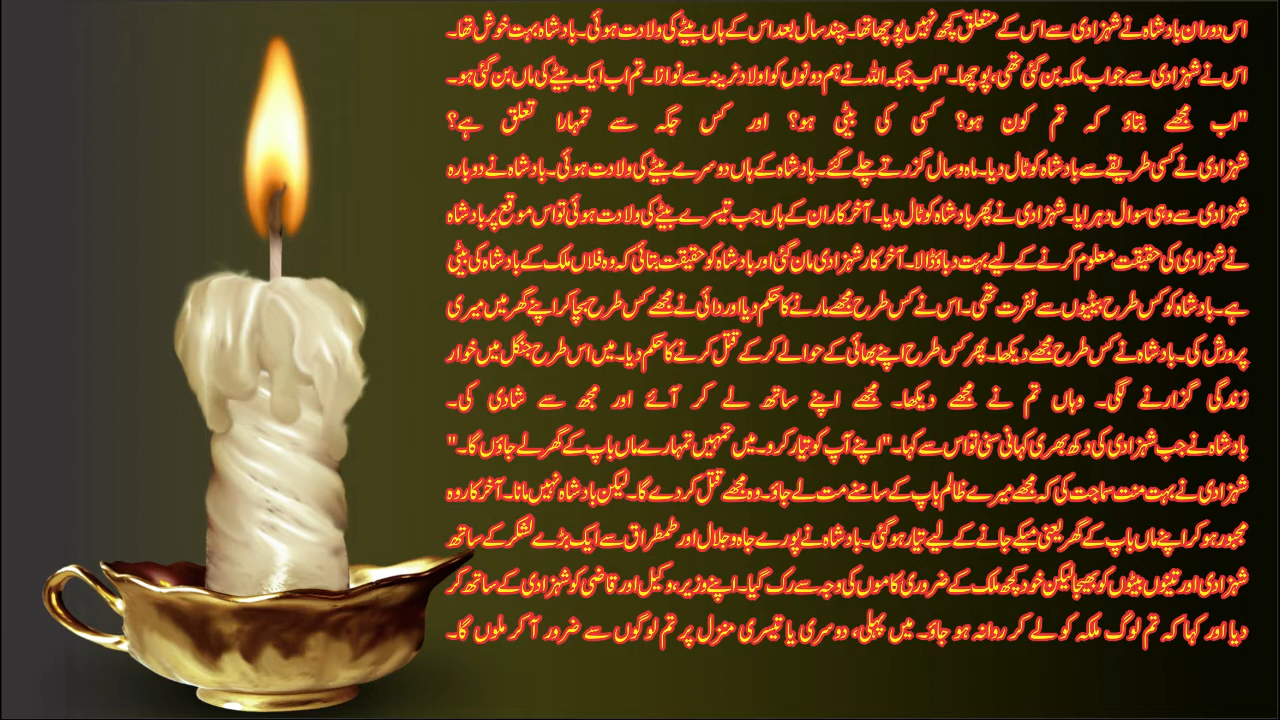 اس دوران بادشاہ نے شہزادی سے اس کے متعلق کچھ نہیں پوچھا تھا۔ چند سال بعد اس کے ہاں بیٹے کی ولادت ہوئی۔ بادشاہ بہت خوش تھا۔
اس نے شہزادی سے جو اب ملکہ بن گئی تھی، پوچھا۔ "اب جبکہ اللہ نے ہم دونوں کو اولاد نرینہ سے نوازا۔ تم اب ایک بیٹے کی ماں بن گئی ہو۔
"اب مجھے بتاؤ کہ تم کون ہو؟ کسی کی بیٹی ہو؟ اور کس جگہ سے تمہارا تعلق ہے؟
شہزادی نے کسی طریقے سے بادشاہ کو ٹال دیا۔ ماہ و سال گزرتے چلے گئے۔ بادشاہ کے ہاں دوسرے بیٹے کی ولادت ہوئی۔ بادشاہ نے دوبارہ
شہزادی سے وہی سوال دہرایا۔ شہزادی نے پھر بادشاہ کو ٹال دیا۔ آخر کار ان کے ہاں جب تیسرے بیٹے کی ولادت ہوئی تو اس موقع پر بادشاہ
نے شہزادی کی حقیقت معلوم کرنے کے لیے بہت دباؤ ڈالا۔ آخر کار شہزادی مان گئی اور بادشاہ کو حقیقت بتائی کہ وہ فلاں ملک کے بادشاہ کی بیٹی
ہے۔ بادشاہ کو کس طرح بیٹیوں سے نفرت تھی۔ اس نے کس طرح مجھے مارنے کا حکم دیا اور دائی نے مجھے کس طرح بچا کر اپنے گھر میں میری
پرورش کی۔ بادشاہ نے کس طرح مجھے دیکھا۔ پھر کس طرح اپنے بھائی کے حوالے کر کے قتل کرنے کا حکم دیا۔ میں اس طرح جنگل میں خوار
زندگی گزارنے لگی۔ وہاں تم نے مجھے دیکھا۔ مجھے اپنے ساتھ لے کر آئے اور مجھ سے شادی کی۔
بادشاہ نے جب شہزادی کی دکھ بھری کہانی سنی تو اس سے کہا۔ "اپنے آپ کو تیار کرو۔ میں تمہیں تمہارے ماں باپ کے گھر لے جاؤں گا۔"
شہزادی نے بہت منت سماجت کی کہ مجھے میرے ظالم باپ کے سامنے مت لے جاؤ۔ وہ مجھے قتل کر دے گا۔ لیکن بادشاہ نہیں مانا۔ آخر کار وہ
مجبور ہو کر اپنے ماں باپ کے گھر یعنی میکے جانے کے لیے تیار ہو گئی۔ بادشاہ نے پورے جاہ و جلال اور طمطراق سے ایک بڑے لشکر کے ساتھ
شہزادی اور تینوں بیٹوں کو بھیجا لیکن خود کچھ ملک کے ضروری کاموں کی وجہ سے رک گیا۔ اپنے وزیر، وکیل اور قاضی کو شہزادی کے ساتھ کر
دیا اور کہا کہ تم لوگ ملکہ کو لے کر روانہ ہو جاؤ۔ میں پہلی، دوسری یا تیسری منزل پر تم لوگوں سے ضرور آ کر ملوں گا۔